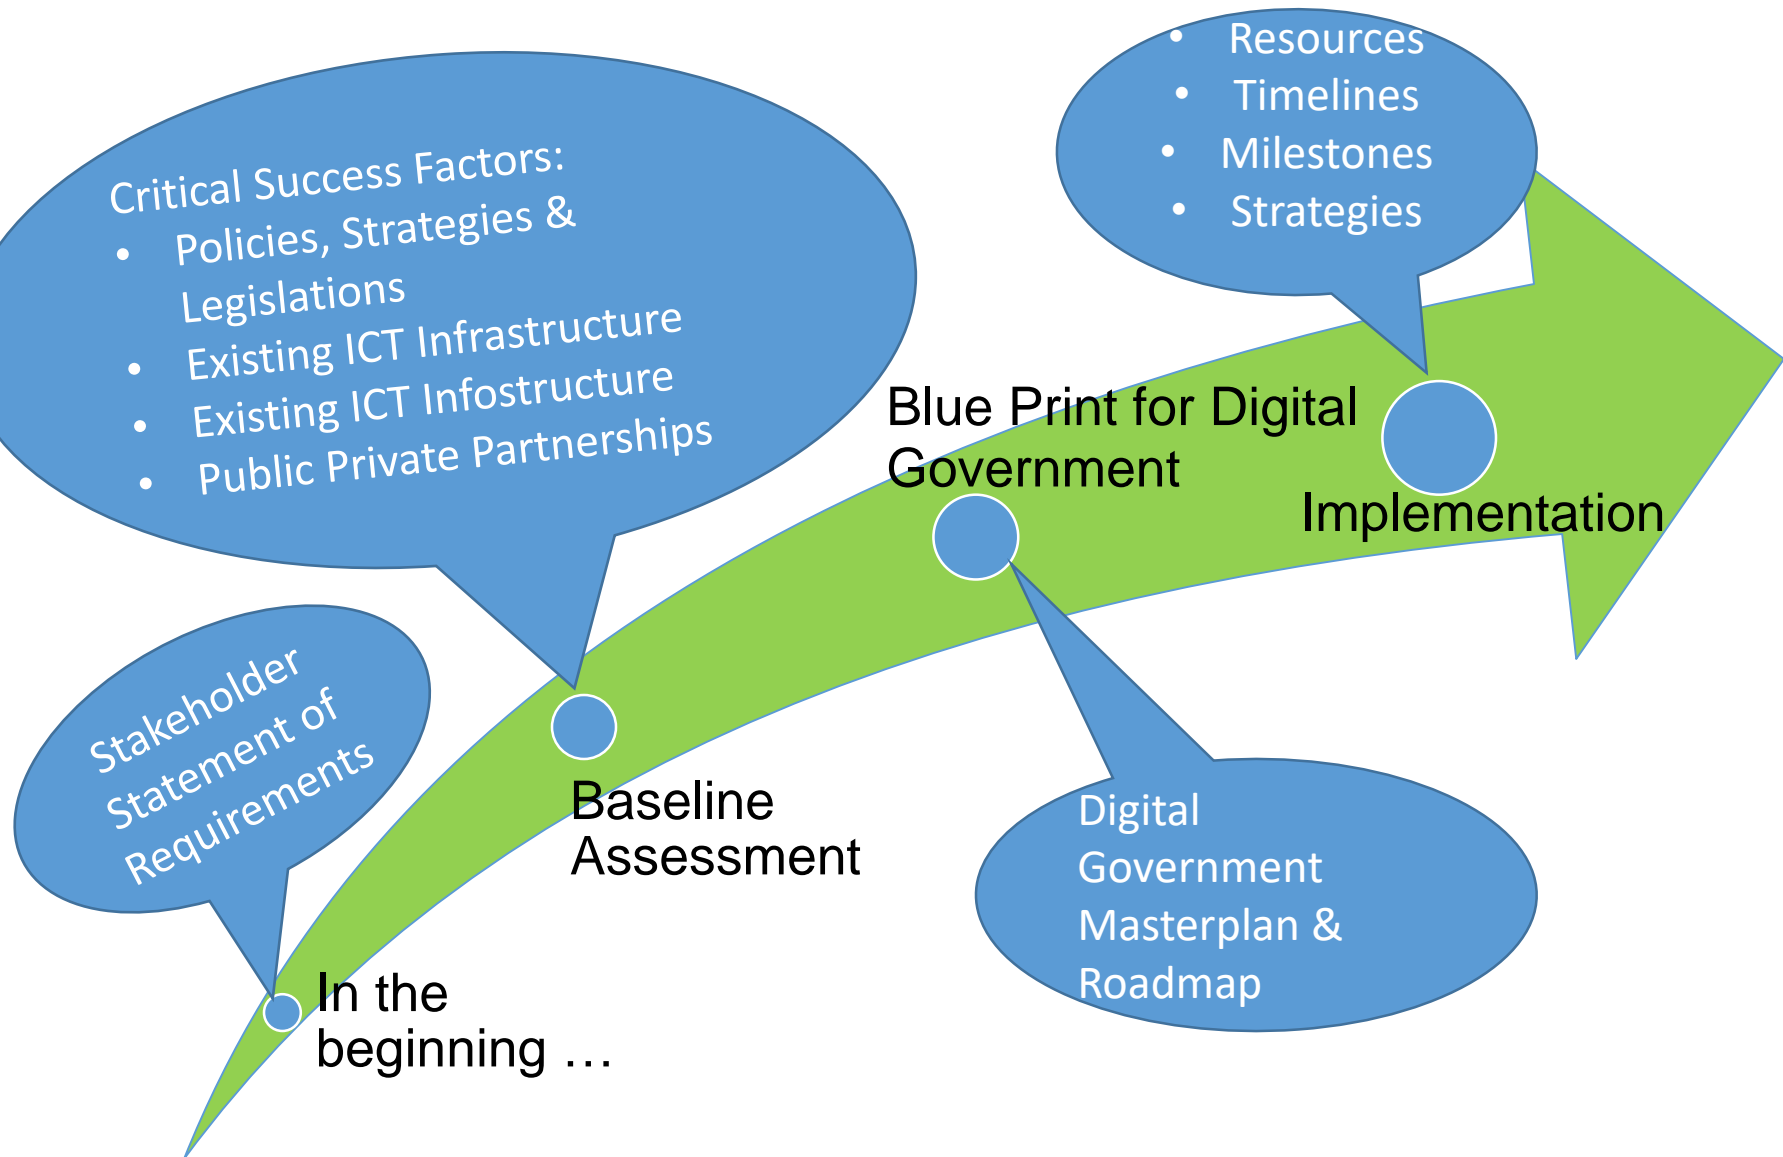 Critical Success Factors:
• Policies, Strategies &
Legislations
• Existing ICT Infrastructure
• Existing ICT Infostructure
• Public Private Partnerships
• Resources
• Timelines
• Milestones
• Strategies
Blue Print for Digital
Government
Implementation
Stakeholder
Statement of
Requirements
Baseline
Assessment
Digital
Government
Masterplan &
Roadmap
In the
beginning …